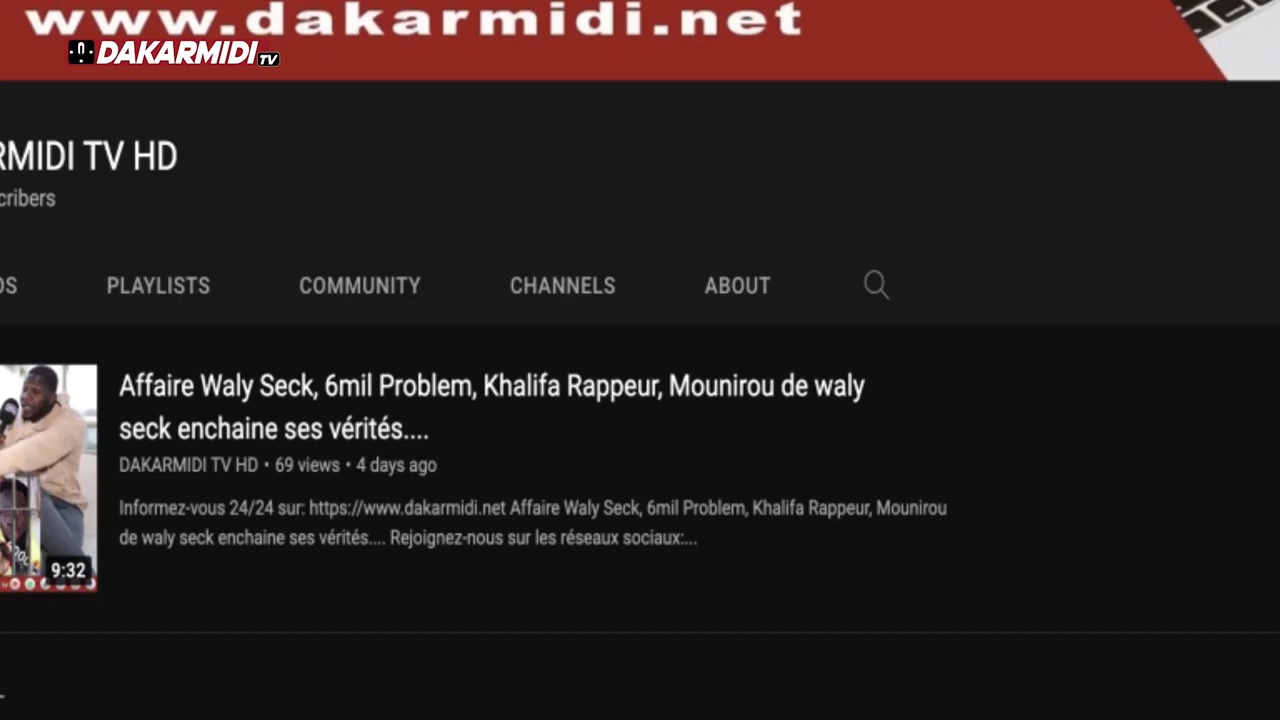 www.dakarmidi.net
DAKARMIDI TV
RMIDI TV HD
cribers
OS
PLAYLISTS
COMMUNITY
CHANNELS
ABOUT
Affaire Waly Seck, 6mil Problem, Khalifa Rappeur, Mounirou de waly
seck enchaine ses vérités....
DAKARMIDI TV HD • 69 views • 4 days ago
Informez-vous 24/24 sur: https://www.dakarmidi.net Affaire Waly Seck, 6mil Problem, Khalifa Rappeur, Mounirou
de waly seck enchaine ses vérités.... Rejoignez-nous sur les réseaux sociaux:...
9:32